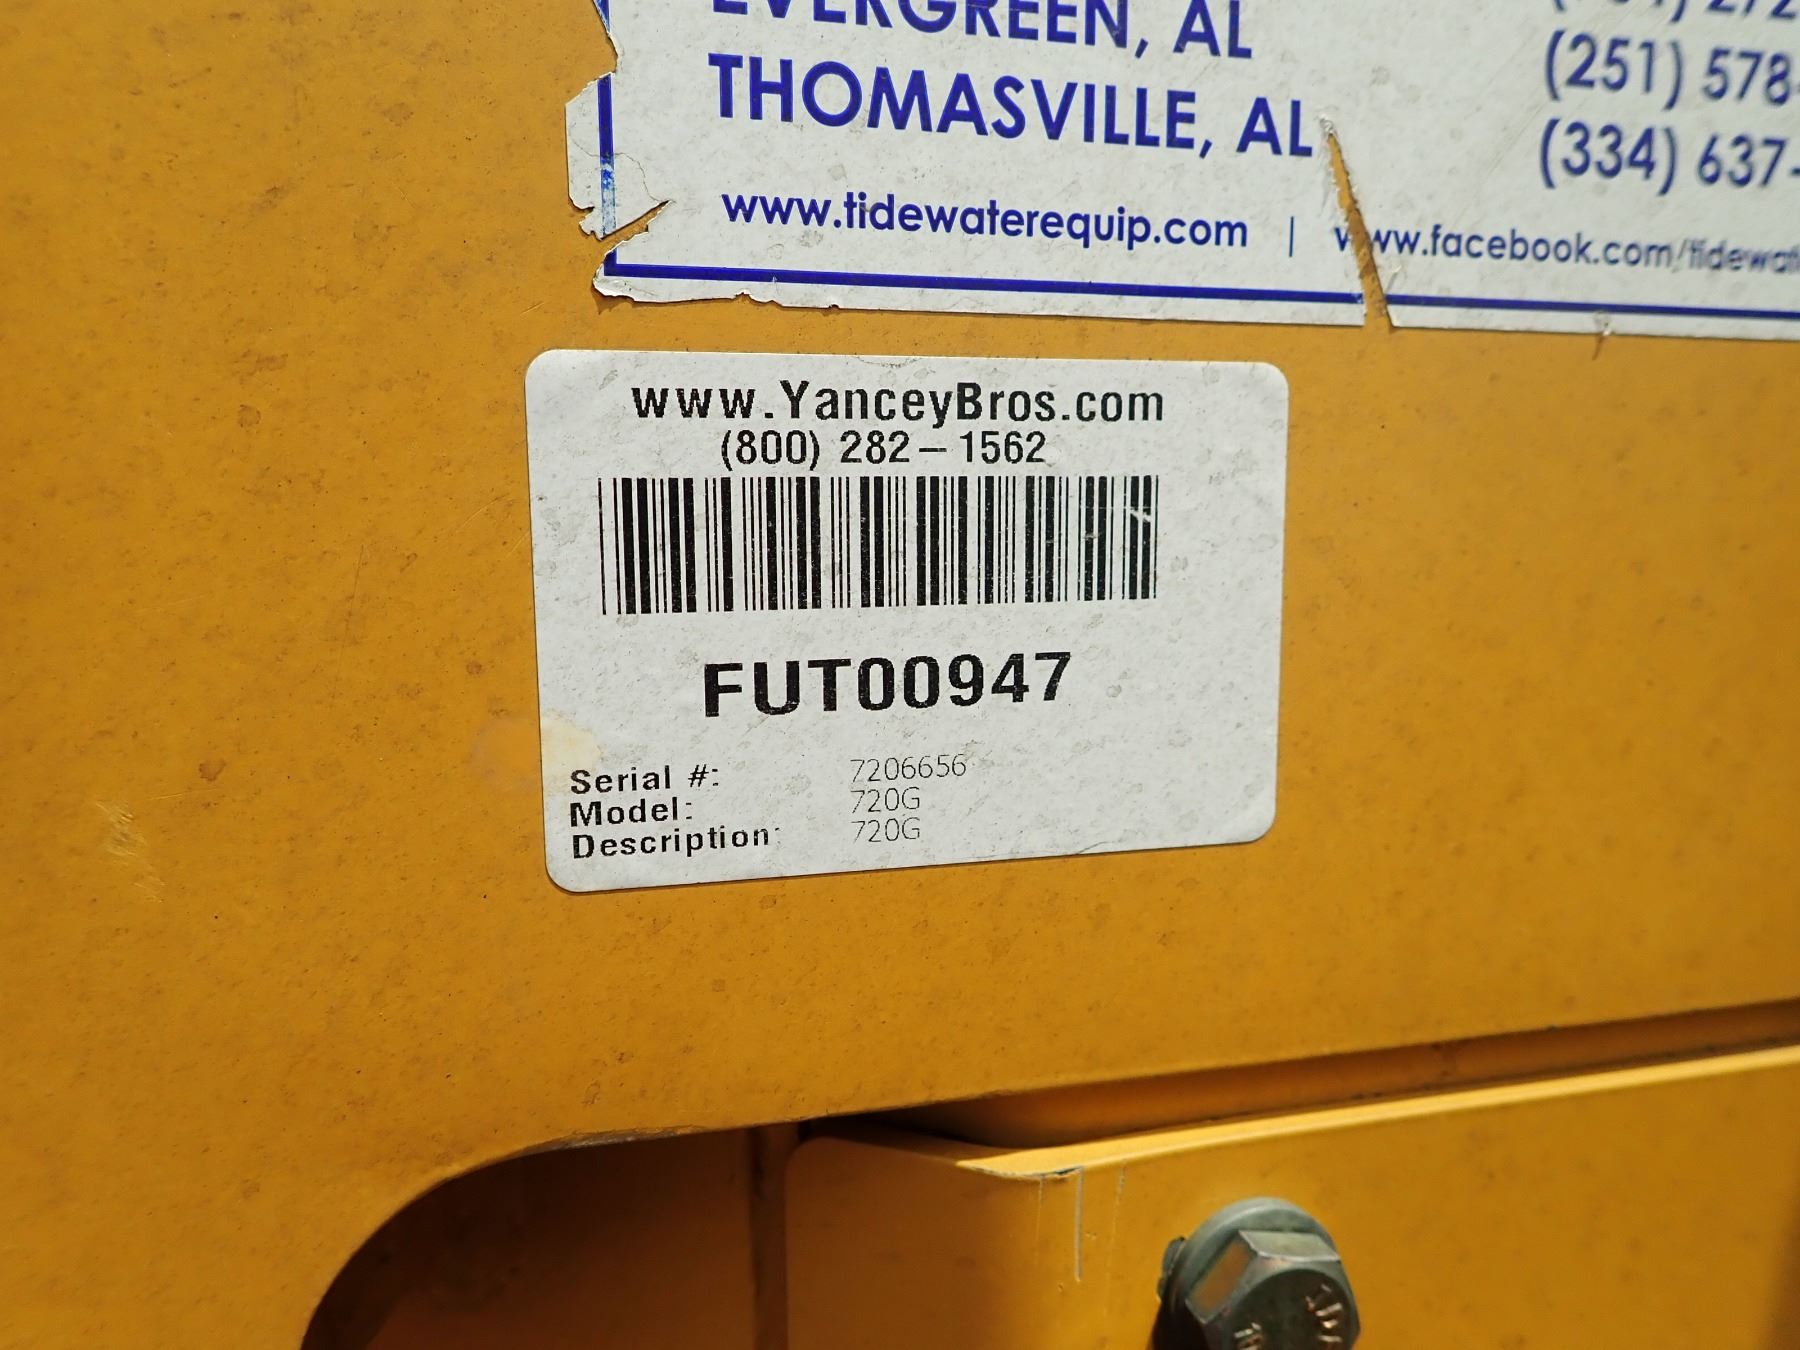 EVERGREEN, AL
THOMASVILLE, AL
(251) 578-
(334) 637-
www.tidewaterequip.com | www.facebook.com/tidewat
www.YanceyBros.com
(800) 282-1562
FUT00947
Serial #: 7206656
Model: 720G
Description: 720G